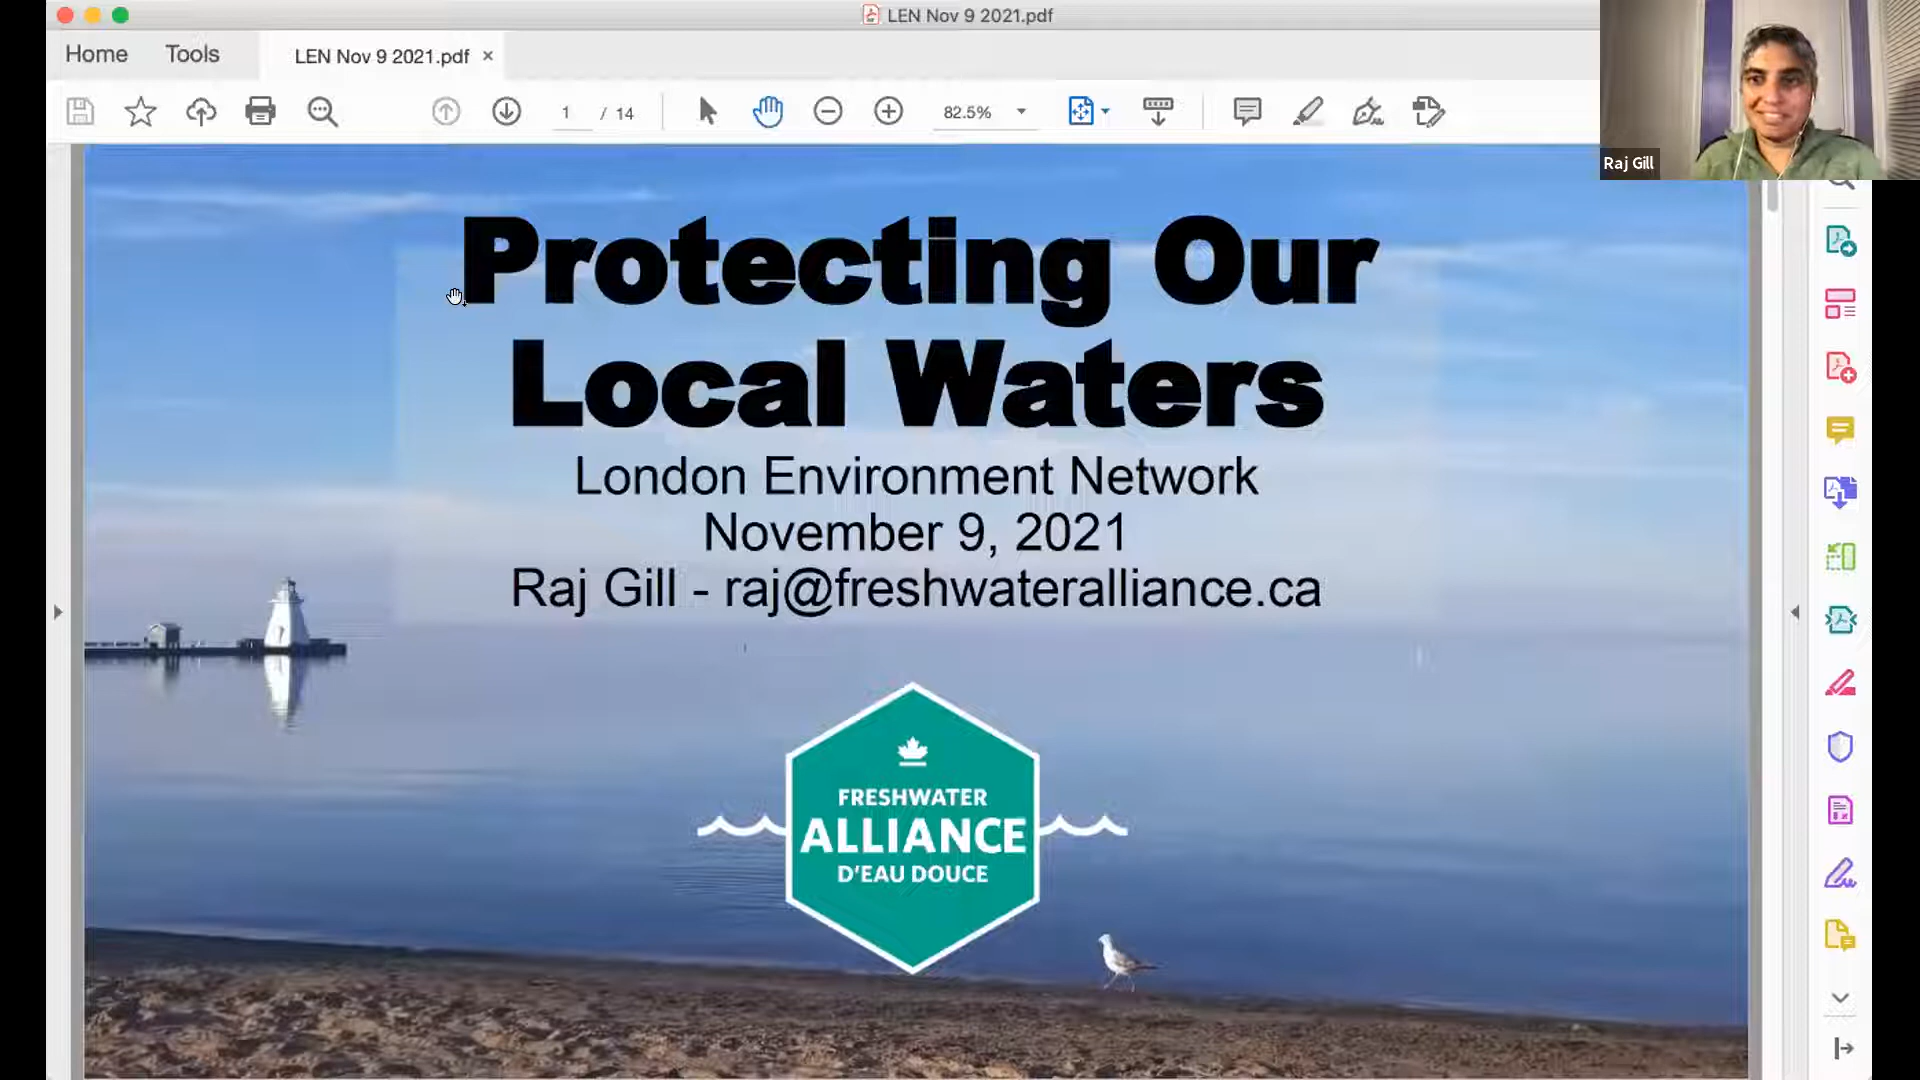 LEN Nov 9 2021.pdf
Home Tools LEN Nov 9 2021.pdf ×
1 / 14 82.5%
Raj Gill
Protecting Our
Local Waters
London Environment Network
November 9, 2021
Raj Gill - raj@freshwateralliance.ca
FRESHWATER
ALLIANCE
D'EAU DOUCE